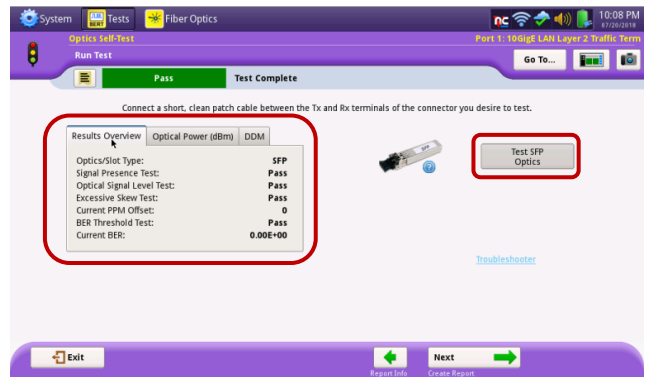 System Tests Fiber Optics
10:08 PM
07/20/2018
Optics Self-Test
Port 1: 10GigE LAN Layer 2 Traffic Term
Run Test
Go To...
Pass
Test Complete
Connect a short, clean patch cable between the Tx and Rx terminals of the connector you desire to test.
Results Overview Optical Power (dBm) DDM
Optics/Slot Type: SFP
Signal Presence Test: Pass
Optical Signal Level Test: Pass
Excessive Skew Test: Pass
Current PPM Offset: 0
BER Threshold Test: Pass
Current BER: 0.00E+00
SFP
Test SFP
Optics
Troubleshooter
Exit
Next
Report Info
Create Report